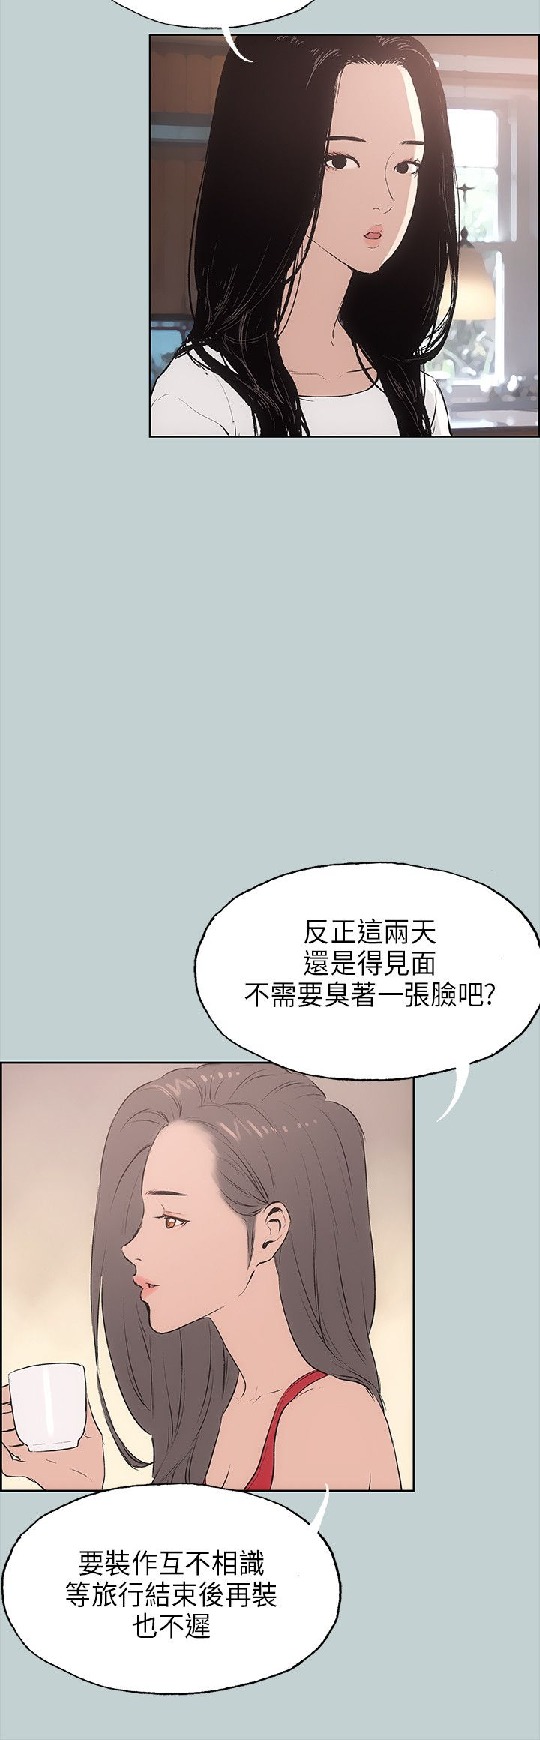 反正這兩天
還是得見面
不需要臭著一張臉吧?
要裝作互不相識
等旅行結束後再裝
也不遲